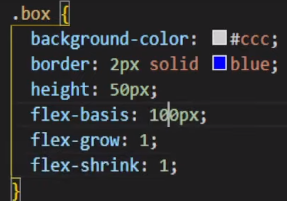 .box {
background-color: #ccc;
border: 2px solid blue;
height: 50px;
flex-basis: 100px;
flex-grow: 1;
flex-shrink: 1;
}